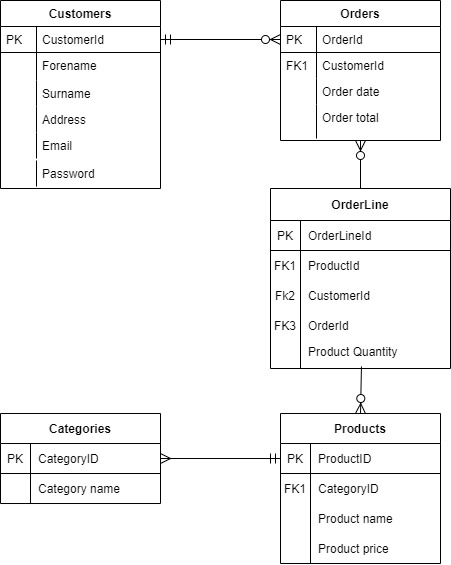 Customers
PK CustomerId
Forename
Surname
Address
Email
Password
Orders
PK OrderId
FK1 CustomerId
Order date
Order total
OrderLine
PK OrderLineId
FK1 ProductId
Fk2 CustomerId
FK3 OrderId
Product Quantity
Categories
PK CategoryID
Category name
Products
PK ProductID
FK1 CategoryID
Product name
Product price